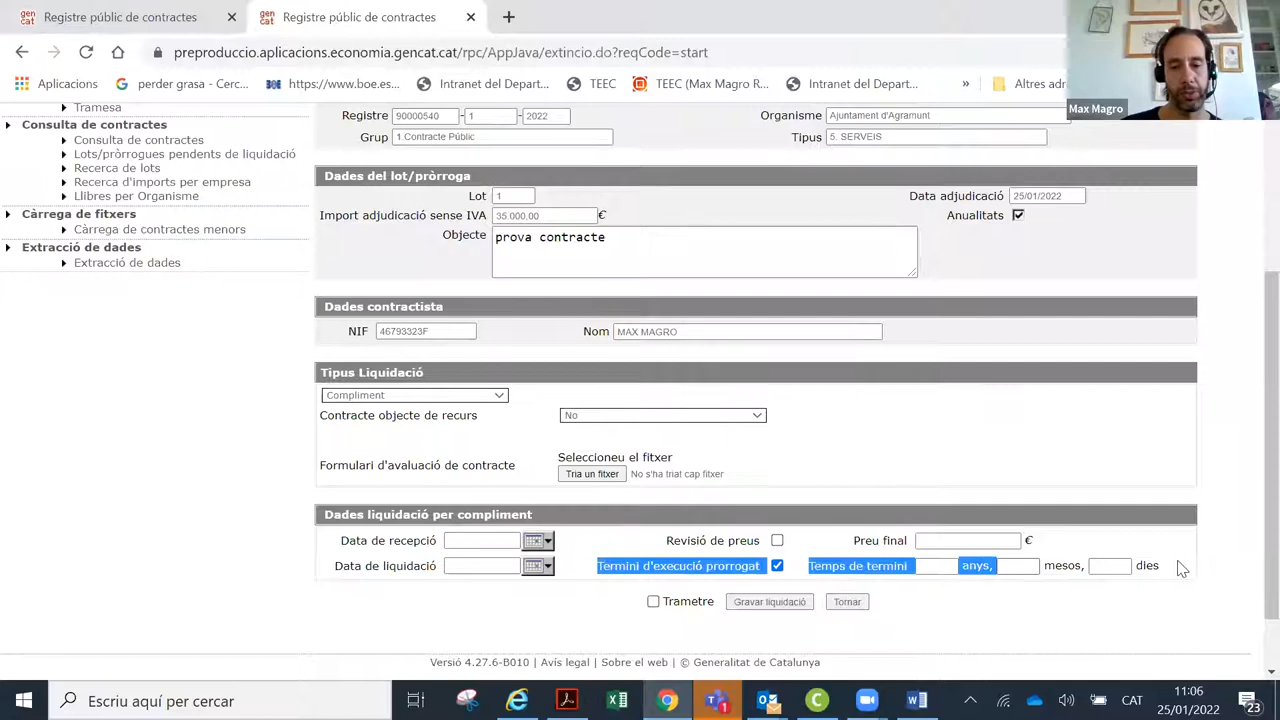 Registre públic de contractes
Registre públic de contractes
preproduccio.aplicacions.economia.gencat.cat/rpc/AppJava/extincio.do?reqCode=start
Aplicacions
perder grasa - Cerc...
https://www.boe.es...
Intranet del Depart...
TEEC
TEEC (Max Magro R...
Intranet del Depart...
»
Max Magro
Tramesa
Consulta de contractes
Consulta de contractes
Lots/pròrrogues pendents de liquidació
Recerca de lots
Recerca d'imports per empresa
Llibres per Organisme
Càrrega de fitxers
Càrrega de contractes menors
Extracció de dades
Extracció de dades
Registre 90000540 - 1 - 2022 Organisme Ajuntament d'Agramunt
Grup 1.Contracte Públic Tipus 5. SERVEIS
Dades del lot/pròrroga
Lot 1 Data adjudicació 25/01/2022
Import adjudicació sense IVA 35.000,00 € Anualitats
Objecte prova contracte
Dades contractista
NIF 46793323F Nom MAX MAGRO
Tipus Liquidació
Compliment
Contracte objecte de recurs No
Seleccioneu el fitxer
Formulari d'avaluació de contracte
Tria un fitxer No s'ha triat cap fitxer
Dades liquidació per compliment
Data de recepció Revisió de preus Preu final €
Data de liquidació Termini d'execució prorrogat Temps de termini anys, mesos, dies
Trametre Gravar liquidació Tornar
Versió 4.27.6-B010 | Avís legal | Sobre el web | © Generalitat de Catalunya
Escriu aquí per cercar
CAT
11:06
25/01/2022
23